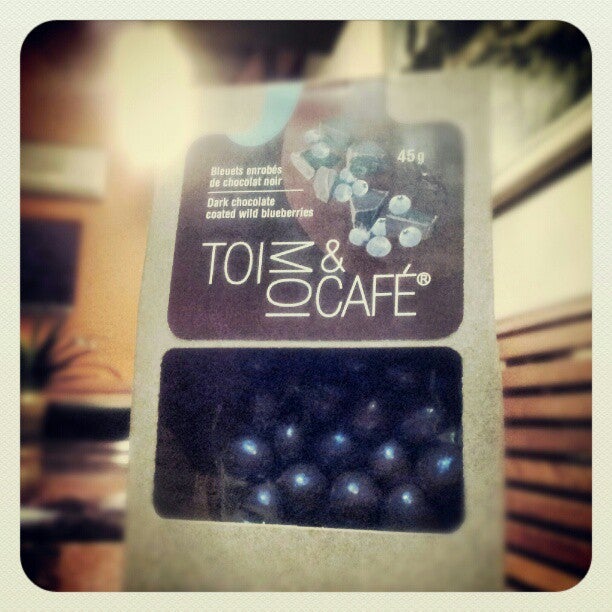 45g
Bleuets enrobés
de chocolat noir
Dark chocolate
coated wild blueberries
TOI MOI & CAFÉ®